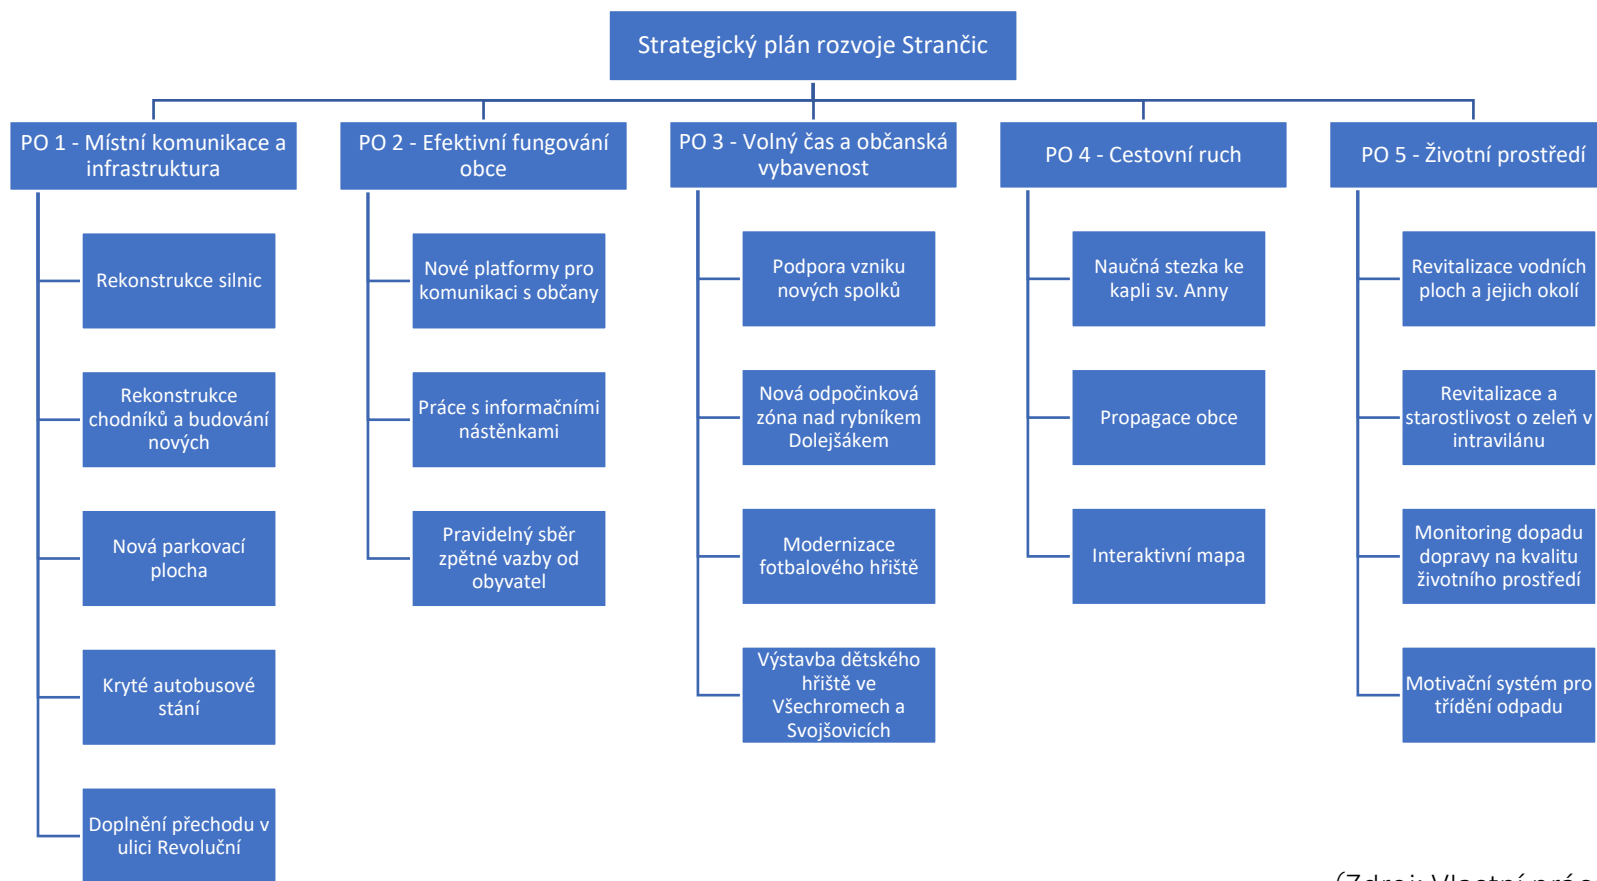 Strategický plán rozvoje Strančic
PO 1 - Místní komunikace a
infrastruktura
Rekonstrukce silnic
Rekonstrukce
chodníků a budování
nových
Nová parkovací
plocha
Kryté autobusové
stání
Doplnění přechodu v
ulici Revoluční
PO 2 - Efektivní fungování
obce
Nové platformy pro
komunikaci s občany
Práce s informačními
nástěnkami
Pravidelný sběr
zpětné vazby od
obyvatel
PO 3 - Volný čas a občanská
vybavenost
Podpora vzniku
nových spolků
Nová odpočinková
zóna nad rybníkem
Dolejšákem
Modernizace
fotbalového hřiště
Výstavba dětského
hřiště ve
Všechromech a
Svojšovicích
PO 4 - Cestovní ruch
Naučná stezka ke
kapli sv. Anny
Propagace obce
Interaktivní mapa
PO 5 - Životní prostředí
Revitalizace vodních
ploch a jejich okolí
Revitalizace a
starostlivost o zeleň v
intravilánu
Monitoring dopadu
dopravy na kvalitu
životního prostředí
Motivační systém pro
třídění odpadu